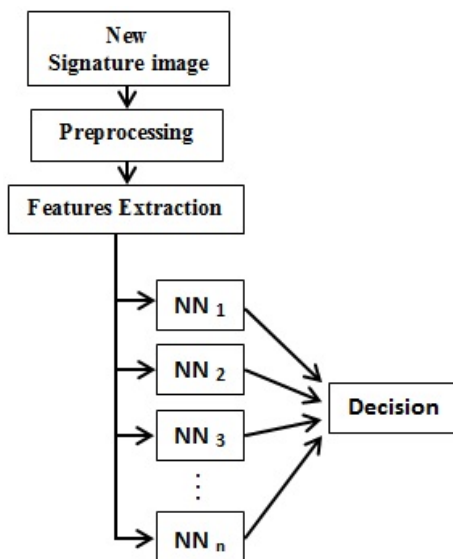 New
Signature image
Preprocessing
Features Extraction
NN 1
NN 2
Decision
NN 3
⋮
NN n